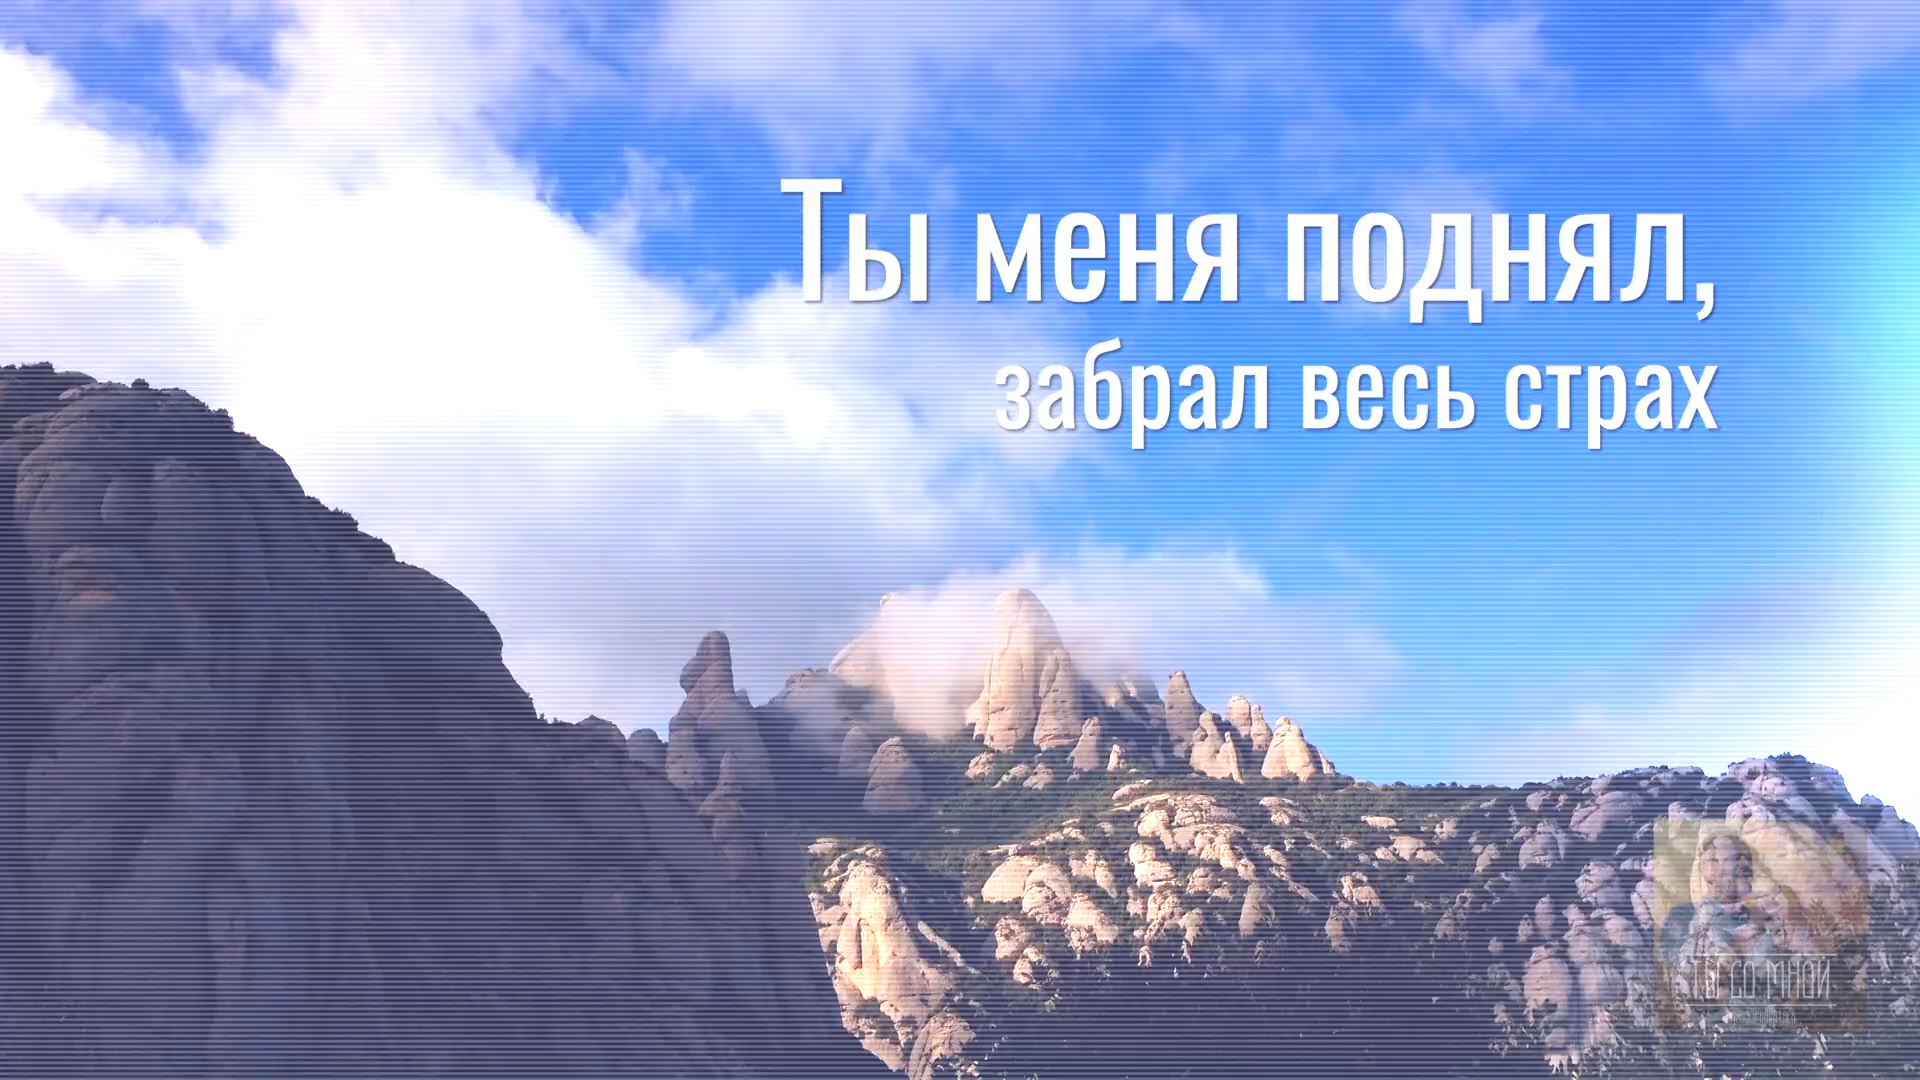 Ты меня поднял,
забрал весь страх
ТЫ СО МНОЙ